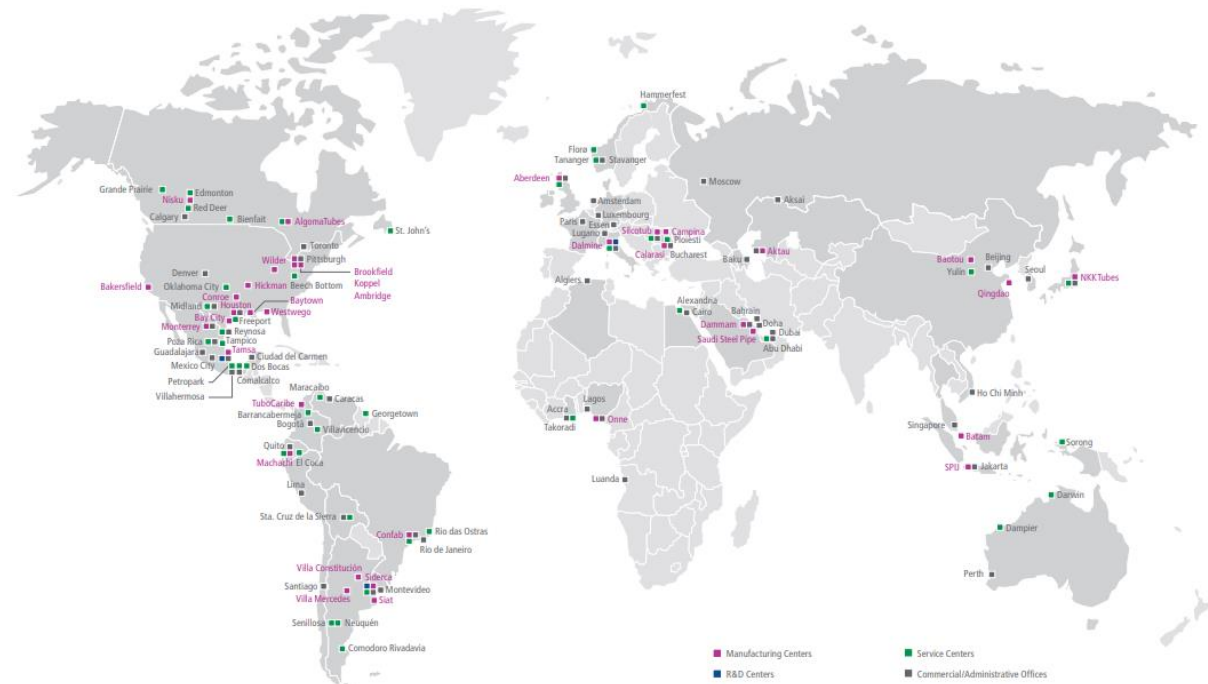 Hammerfest
Florø
Tananger
Stavanger
Aberdeen
Moscow
Aksai
Grande Prairie
Edmonton
Nisku
Red Deer
Calgary
Bienfait
AlgomaTubes
St. John's
Amsterdam
Luxembourg
Paris
Essen
Lugano
Silcotub
Campina
Ploiesti
Dalmine
Calarasi
Bucharest
Toronto
Wilder
Pittsburgh
Brookfield
Koppel
Ambridge
Beech Bottom
Denver
Bakersfield
Oklahoma City
Hickman
Conroe
Baytown
Midland
Houston
Westwego
Bay City
Freeport
Monterrey
Reynosa
Poza Rica
Tampico
Guadalajara
Tamsa
Ciudad del Carmen
Mexico City
Dos Bocas
Petropark
Comalcalco
Villahermosa
Baku
Aktau
Algiers
Alexandria
Cairo
Bahrain
Dammam
Doha
Saudi Steel Pipe
Dubai
Abu Dhabi
Baotou
Beijing
Yulin
Seoul
NKKTubes
Qingdao
Maracaibo
Caracas
TuboCaribe
Barrancabermeja
Georgetown
Bogotá
Villavicencio
Quito
Machachi
El Coca
Lima
Sta. Cruz de la Sierra
Lagos
Accra
Takoradi
Onne
Luanda
Ho Chi Minh
Singapore
Batam
Sorong
SPIJ
Jakarta
Darwin
Dampier
Perth
Confab
Rio das Ostras
Rio de Janeiro
Villa Constitución
Siderca
Santiago
Montevideo
Villa Mercedes
Siat
Senillosa
Neuquén
Comodoro Rivadavia
Manufacturing Centers
Service Centers
R&D Centers
Commercial/Administrative Offices